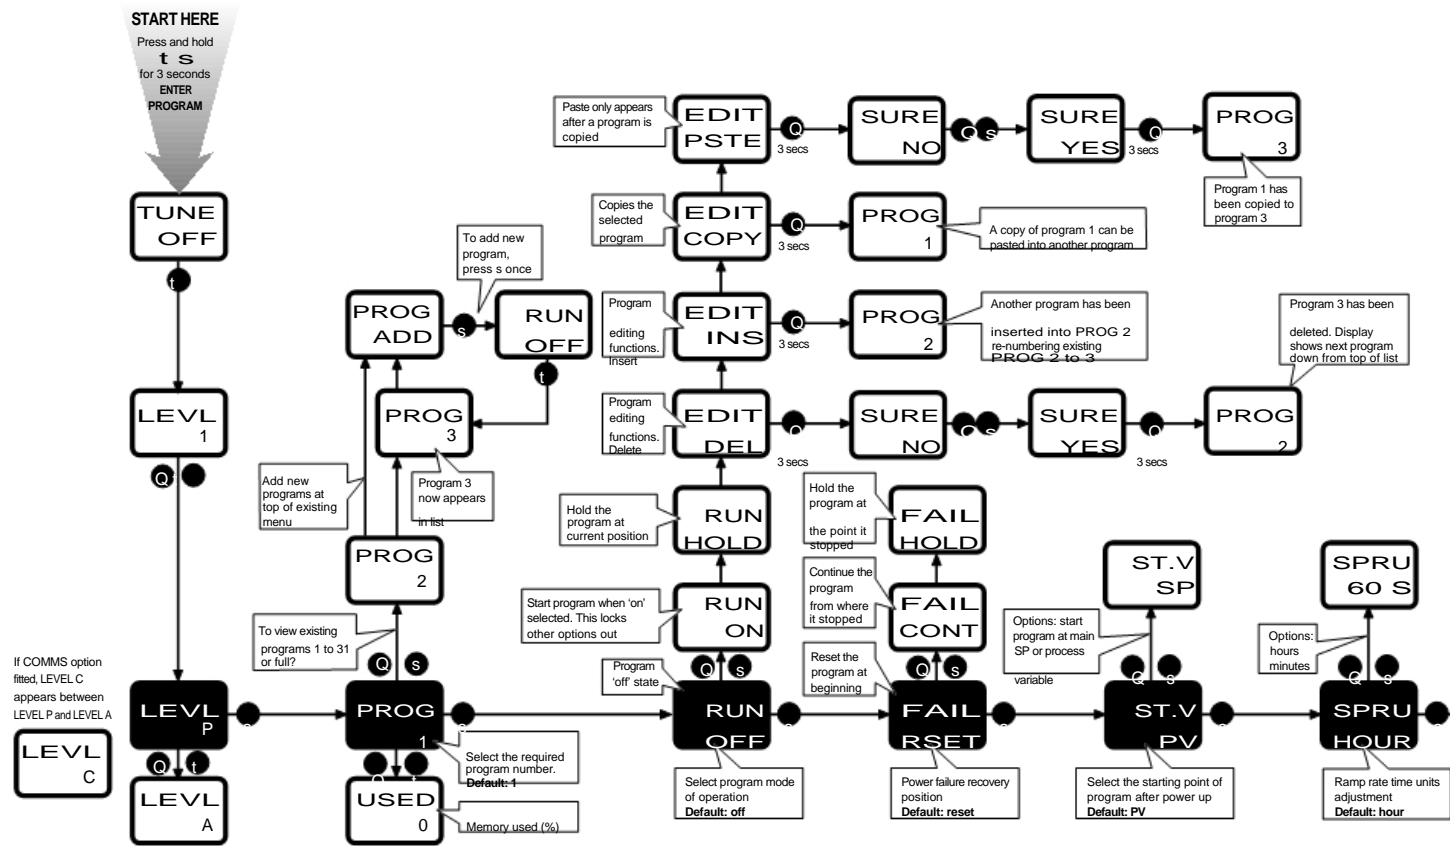 START HERE
Press and hold
t s
for 3 seconds
ENTER
PROGRAM
TUNE
OFF
t
LEVL
1
Q
If COMMS option
fitted, LEVEL C
appears between
LEVEL P and LEVEL A
LEVL
C
LEVL
P
s
Q t
LEVL
A
To add new
program,
press s once
PROG
ADD
s
RUN
OFF
t
PROG
3
Add new
programs at
top of existing
menu
Program 3
now appears
in list
PROG
2
To view existing
programs 1 to 31
or full?
Q s
PROG
1
s
Select the required
program number.
Default: 1
Q t
USED
0
Memory used (%)
Paste only appears
after a program is
copied
EDIT
PSTE
Q
3 secs
SURE
NO
Q s
SURE
YES
Q
3 secs
PROG
3
Program 1 has
been copied to
program 3
Copies the
selected
program
EDIT
COPY
Q
3 secs
PROG
1
A copy of program 1 can be
pasted into another program
Program
editing
functions.
Insert
EDIT
INS
Q
3 secs
PROG
2
Another program has been
inserted into PROG 2
re-numbering existing
PROG 2 to 3
Program 3 has been
deleted. Display
shows next program
down from top of list
Program
editing
functions.
Delete
EDIT
DEL
Q
3 secs
SURE
NO
Q s
SURE
YES
Q
3 secs
PROG
2
Hold the
program at
current position
RUN
HOLD
Hold the
program at
the point it
stopped
FAIL
HOLD
Start program when ‘on’
selected. This locks
other options out
RUN
ON
Continue the
program
from where
it stopped
FAIL
CONT
ST.V
SP
SPRU
60 S
Program
‘off’ state
Q s
RUN
OFF
s
Select program mode
of operation
Default: off
Reset the
program at
beginning
Q s
FAIL
RSET
s
Power failure recovery
position
Default: reset
Options: start
program at main
SP or process
variable
Q s
ST.V
PV
s
Select the starting point of
program after power up
Default: PV
Options:
hours
minutes
Q s
SPRU
HOUR
s
Ramp rate time units
adjustment
Default: hour